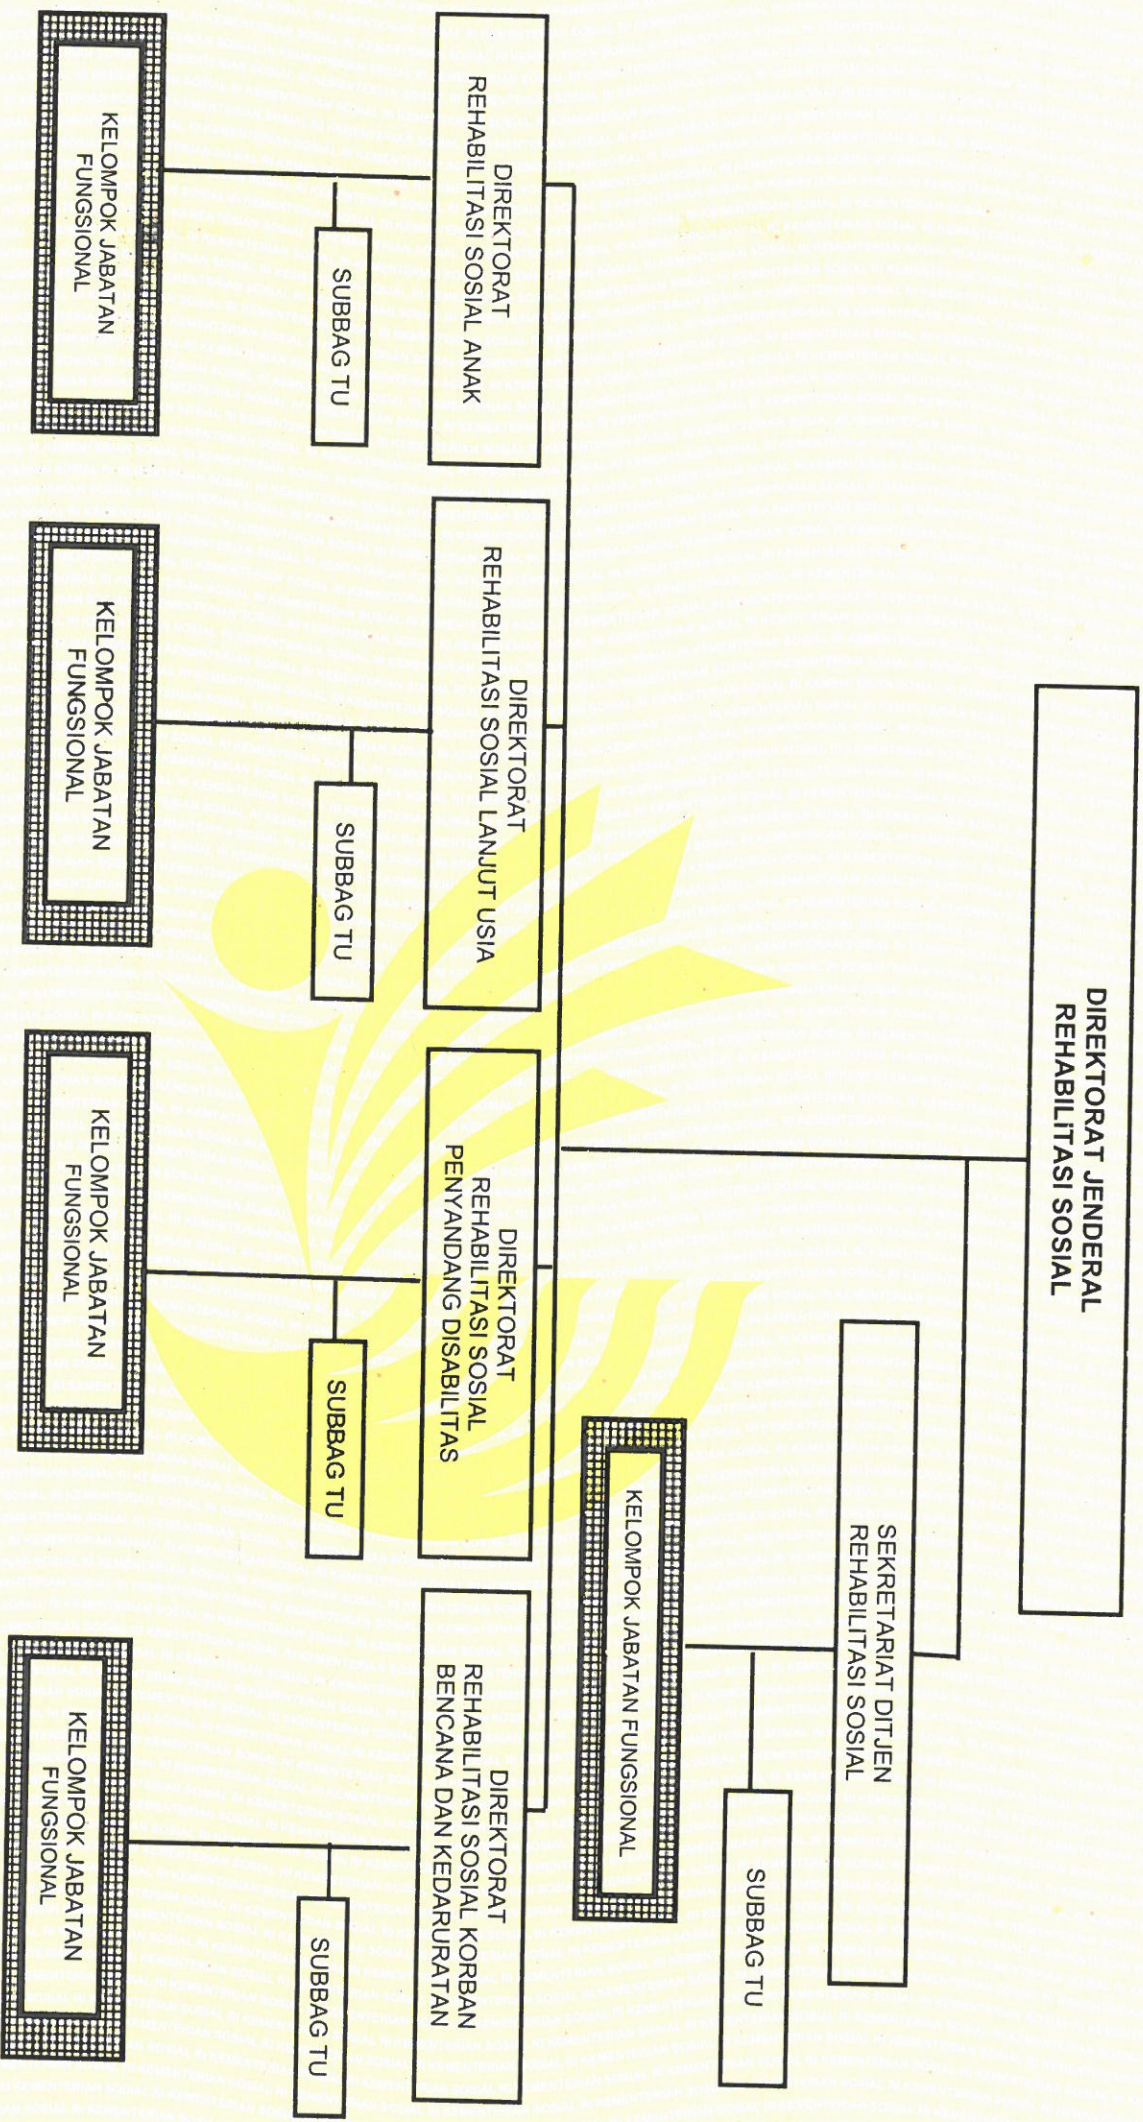 DIREKTORAT JENDERAL
REHABILITASI SOSIAL
SEKRETARIAT DITJEN
REHABILITASI SOSIAL
SUBBAG TU
KELOMPOK JABATAN FUNGSIONAL
DIREKTORAT
REHABILITASI SOSIAL ANAK
SUBBAG TU
KELOMPOK JABATAN
FUNGSIONAL
DIREKTORAT
REHABILITASI SOSIAL LANJUT USIA
SUBBAG TU
KELOMPOK JABATAN
FUNGSIONAL
DIREKTORAT
REHABILITASI SOSIAL
PENYANDANG DISABILITAS
SUBBAG TU
KELOMPOK JABATAN
FUNGSIONAL
DIREKTORAT
REHABILITASI SOSIAL KORBAN
BENCANA DAN KEDARURATAN
SUBBAG TU
KELOMPOK JABATAN
FUNGSIONAL